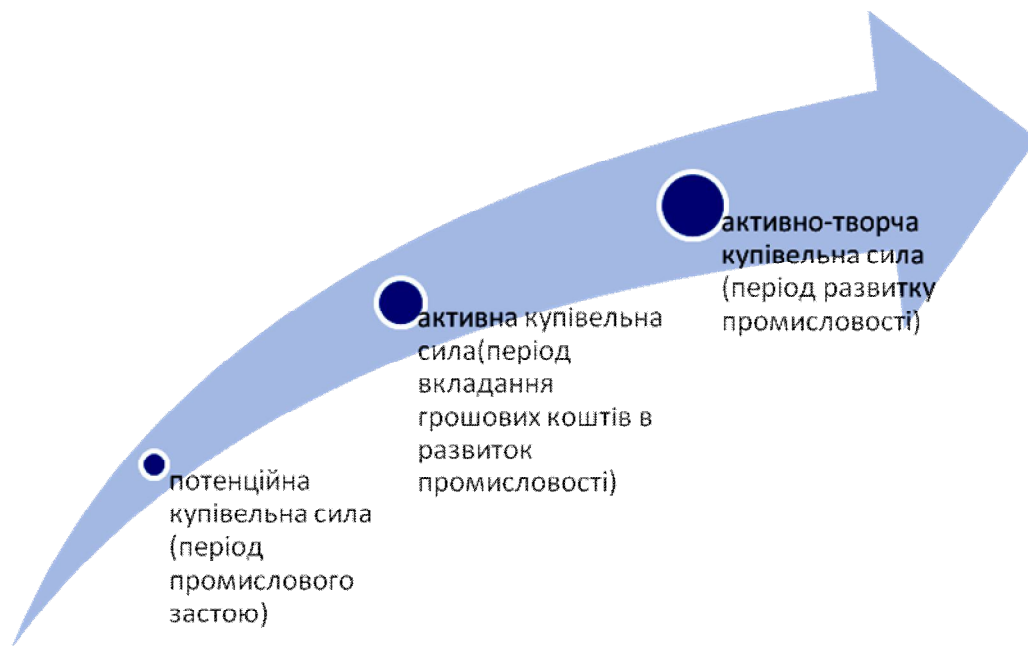 потенційна
купівельна сила
(період
промислового
застою)
активна купівельна
сила(період
вкладання
грошових коштів в
развиток
промисловості)
активно-творча
купівельна сила
(період развитку
промисловості)